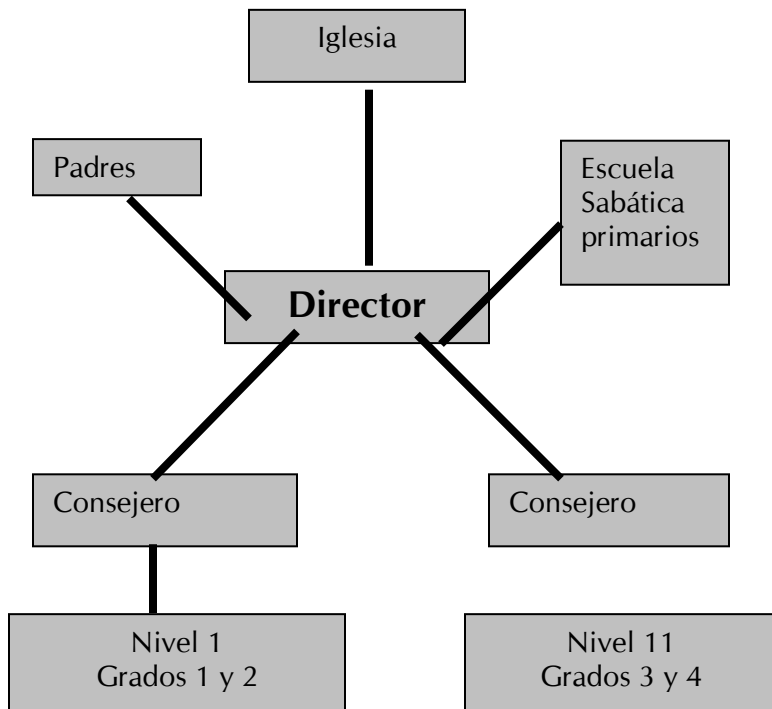 Iglesia
Padres
Escuela
Sabática
primarios
Director
Consejero
Consejero
Nivel 1
Grados 1 y 2
Nivel 11
Grados 3 y 4